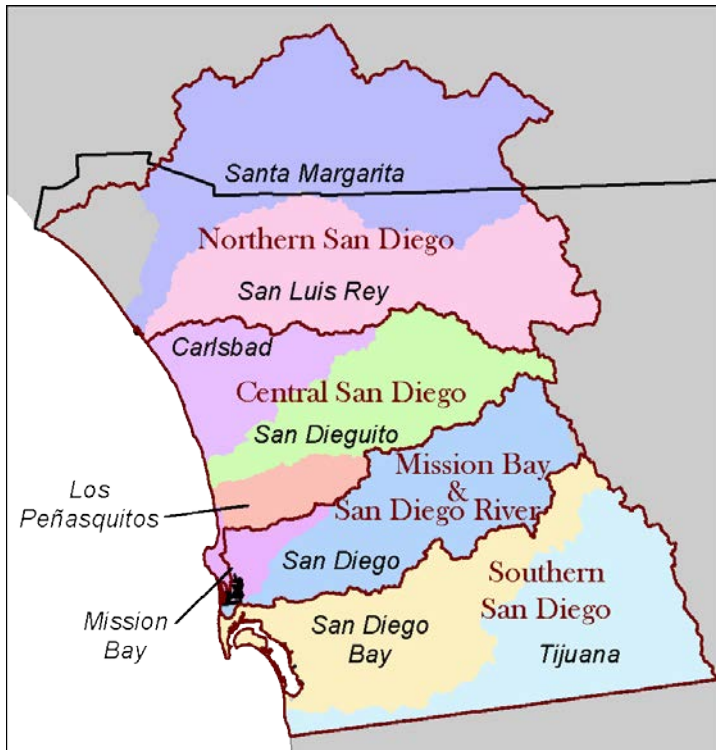 Santa Margarita
Northern San Diego
San Luis Rey
Carlsbad
Central San Diego
San Dieguito
Mission Bay
&
San Diego River
Los
Peñasquitos
San Diego
Southern
San Diego
Mission
Bay
San Diego
Bay
Tijuana